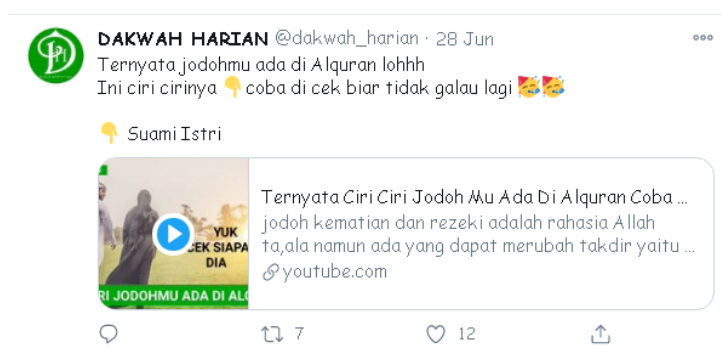 DAKWAH HARIAN @dakwah_harian · 28 Jun
Ternyata jodohmu ada di Alquran lohhh
Ini ciri cirinya 👇 coba di cek biar tidak galau lagi 🥳🥳
👇 Suami Istri
YUK
CEK SIAPA
DIA
RI JODOHMU ADA DI ALQ
Ternyata Ciri Ciri Jodoh Mu Ada Di Alquran Coba ...
jodoh kematian dan rezeki adalah rahasia Allah
ta,ala namun ada yang dapat merubah takdir yaitu ...
youtube.com
7
12